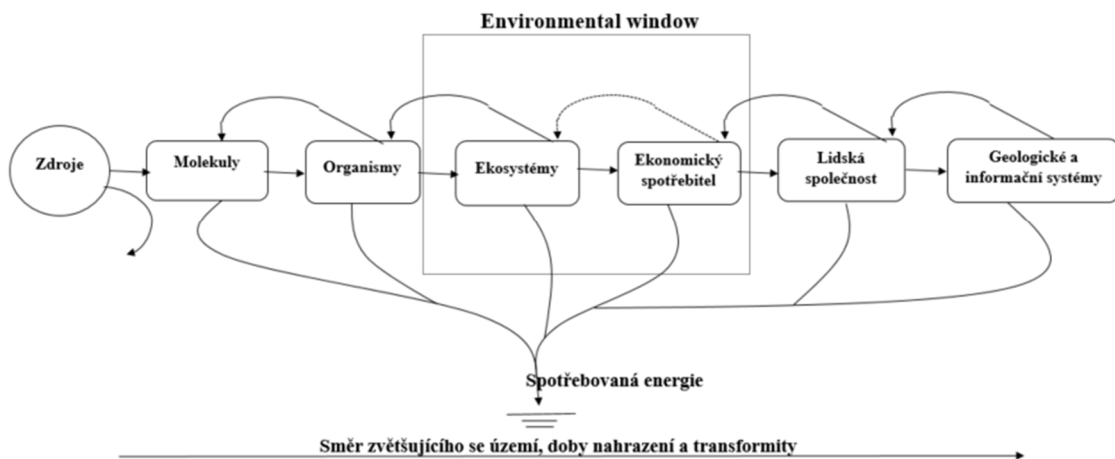 Environmental window
Zdroje
Molekuly
Organismy
Ekosystémy
Ekonomický
spotřebitel
Lidská
společnost
Geologické a
informační systémy
Spotřebovaná energie
Směr zvětšujícího se území, doby nahrazení a transformity